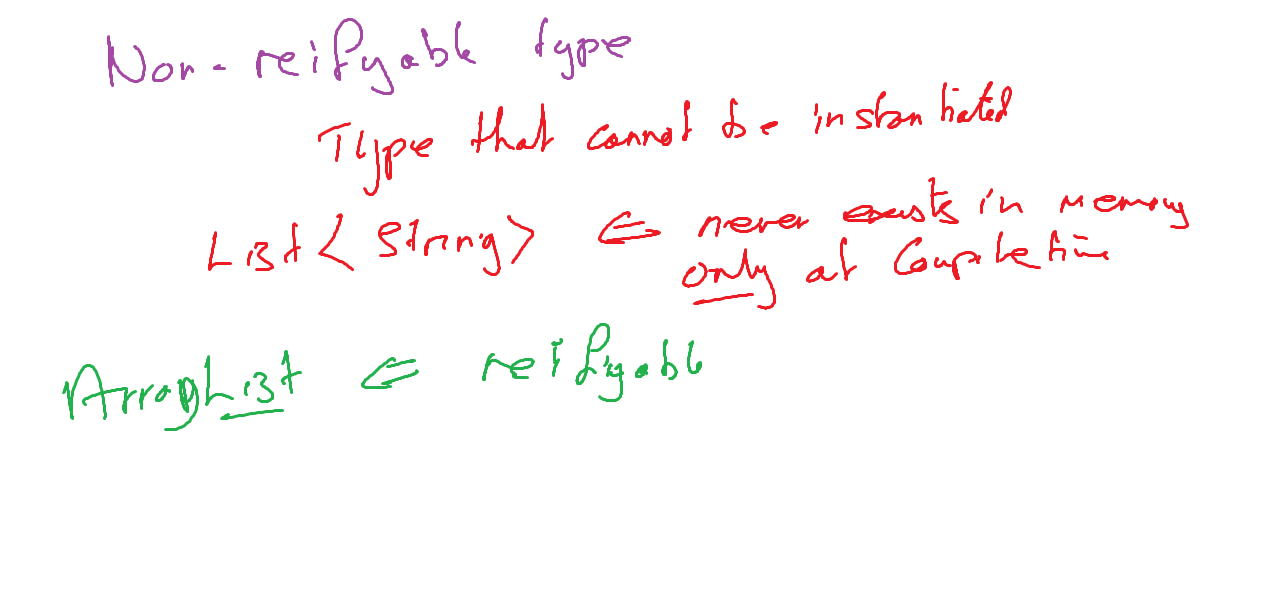 Non-reifyable type
Type that cannot be instantiated
List<String> ⇐ never exists in memory
only at Compile time
ArrayList ⇐ reifyable